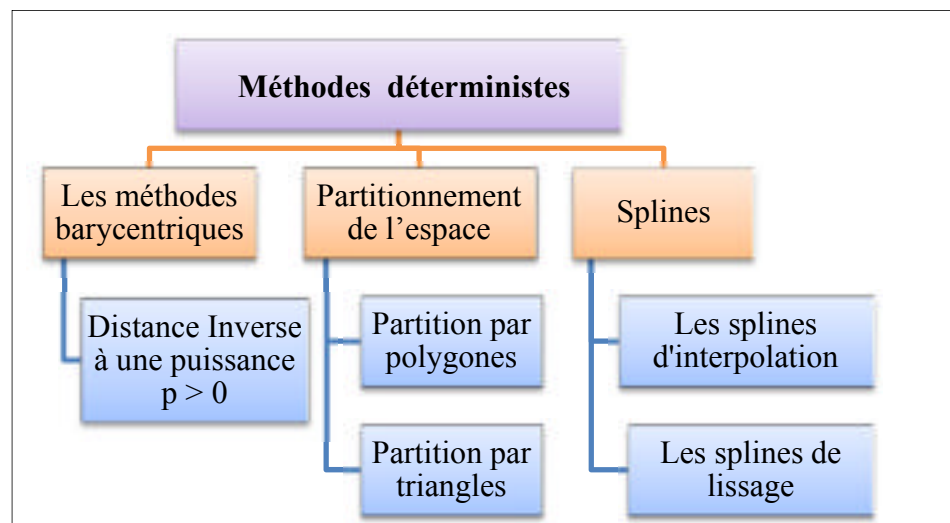 Méthodes déterministes
Les méthodes
barycentriques
Partitionnement
de l’espace
Splines
Distance Inverse
à une puissance
p > 0
Partition par
polygones
Partition par
triangles
Les splines
d'interpolation
Les splines de
lissage